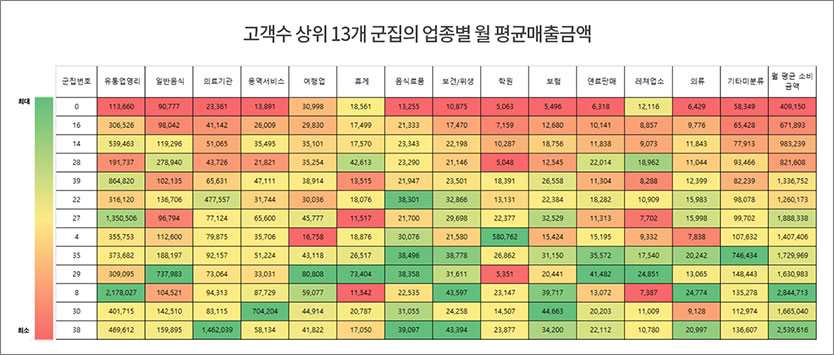 고객수 상위 13개 군집의 업종별 월 평균매출금액
군집번호 유통업영리 일반음식 의료기관 용역서비스 여행업 휴게 음식료품 보건/위생 학원 보험 연료판매 레저업소 의류 기타미분류 월 평균 소비
금액
최대
0 113,660 90,777 23,361 13,891 30,998 18,561 13,255 10,875 5,063 5,496 6,318 12,116 6,429 58,349 409,150
16 306,526 98,042 41,142 26,009 29,830 17,499 21,333 17,470 7,159 12,680 10,141 8,857 9,776 65,428 671,893
14 539,463 119,296 51,065 35,495 35,101 17,570 23,343 22,198 10,287 18,756 11,838 9,073 11,843 77,913 983,239
28 191,737 278,940 43,726 21,821 35,254 42,613 23,290 21,146 5,048 12,545 22,014 18,962 11,044 93,466 821,608
39 864,820 102,135 65,631 47,111 38,914 13,515 21,947 23,501 18,391 26,558 11,304 8,288 12,399 82,239 1,336,752
22 316,120 136,706 477,557 31,744 30,036 18,076 38,301 32,866 13,131 22,384 18,282 10,909 15,983 98,078 1,260,173
27 1,350,506 96,794 77,124 65,600 45,777 11,517 21,700 29,698 22,377 32,529 11,313 7,702 15,998 99,702 1,888,338
4 355,753 112,600 79,875 35,706 16,758 18,876 30,076 21,580 580,762 15,424 15,195 9,332 7,838 107,632 1,407,406
35 373,682 188,197 92,157 51,224 43,118 26,517 38,496 38,778 26,862 31,150 35,572 17,540 20,242 746,434 1,729,969
29 309,095 737,983 73,064 33,031 80,808 73,404 38,358 31,611 5,351 20,441 41,482 24,851 13,065 148,443 1,630,983
8 2,178,027 104,521 94,313 87,729 59,077 11,542 22,535 43,597 23,147 39,717 13,072 7,387 24,774 135,278 2,844,713
30 401,715 142,510 83,115 704,204 44,914 20,787 31,055 24,258 14,507 44,663 20,203 11,009 9,128 112,974 1,665,040
최소 38 469,612 159,895 1,462,039 58,134 41,822 17,050 39,097 43,394 23,877 34,200 22,112 10,780 20,997 136,607 2,539,616